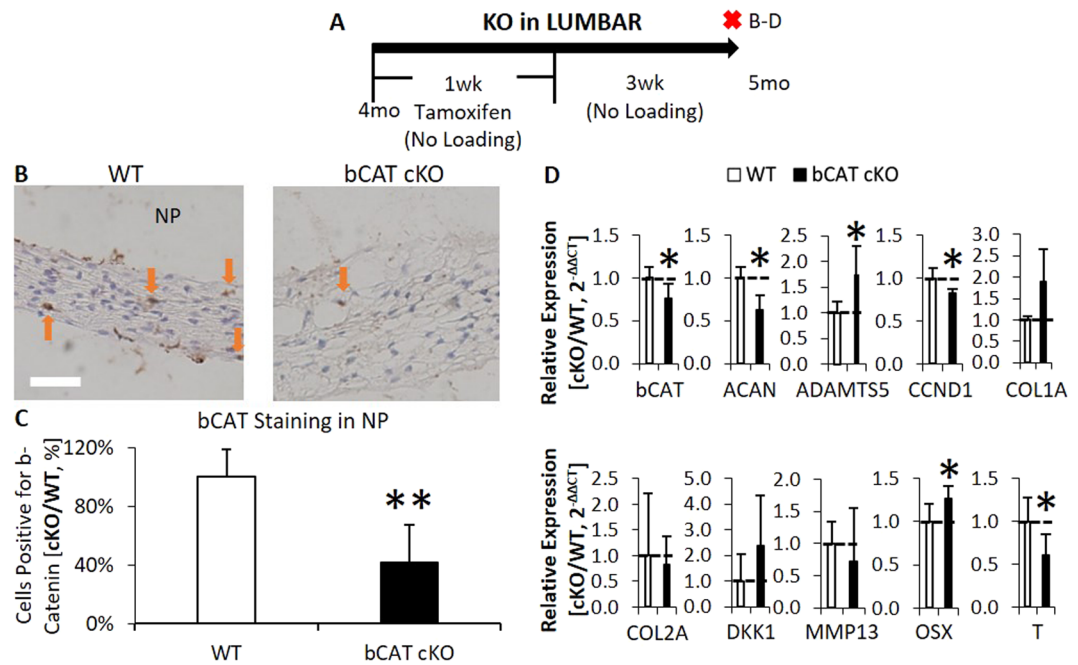 A
KO in LUMBAR
✖ B-D
1wk
3wk
5mo
4mo
Tamoxifen
(No Loading)
(No Loading)
B
WT
bCAT cKO
NP
C
bCAT Staining in NP
Cells Positive for b-
Catenin [cKO/WT, %]
120%
80%
40%
0%
**
WT
bCAT cKO
D
WT
bCAT cKO
Relative Expression
[cKO/WT, 2-ΔΔCT]
1.5
1.0
0.5
0.0
*
bCAT
1.5
1.0
0.5
0.0
*
ACAN
2.5
2.0
1.5
1.0
0.5
0.0
*
ADAMTS5
1.5
1.0
0.5
0.0
*
CCND1
3.0
2.5
2.0
1.5
1.0
0.5
0.0
COL1A
Relative Expression
[cKO/WT, 2-ΔΔCT]
2.5
2.0
1.5
1.0
0.5
0.0
COL2A
5.0
4.0
3.0
2.0
1.0
0.0
DKK1
2.0
1.5
1.0
0.5
0.0
MMP13
1.5
1.0
0.5
0.0
*
OSX
1.5
1.0
0.5
0.0
*
T